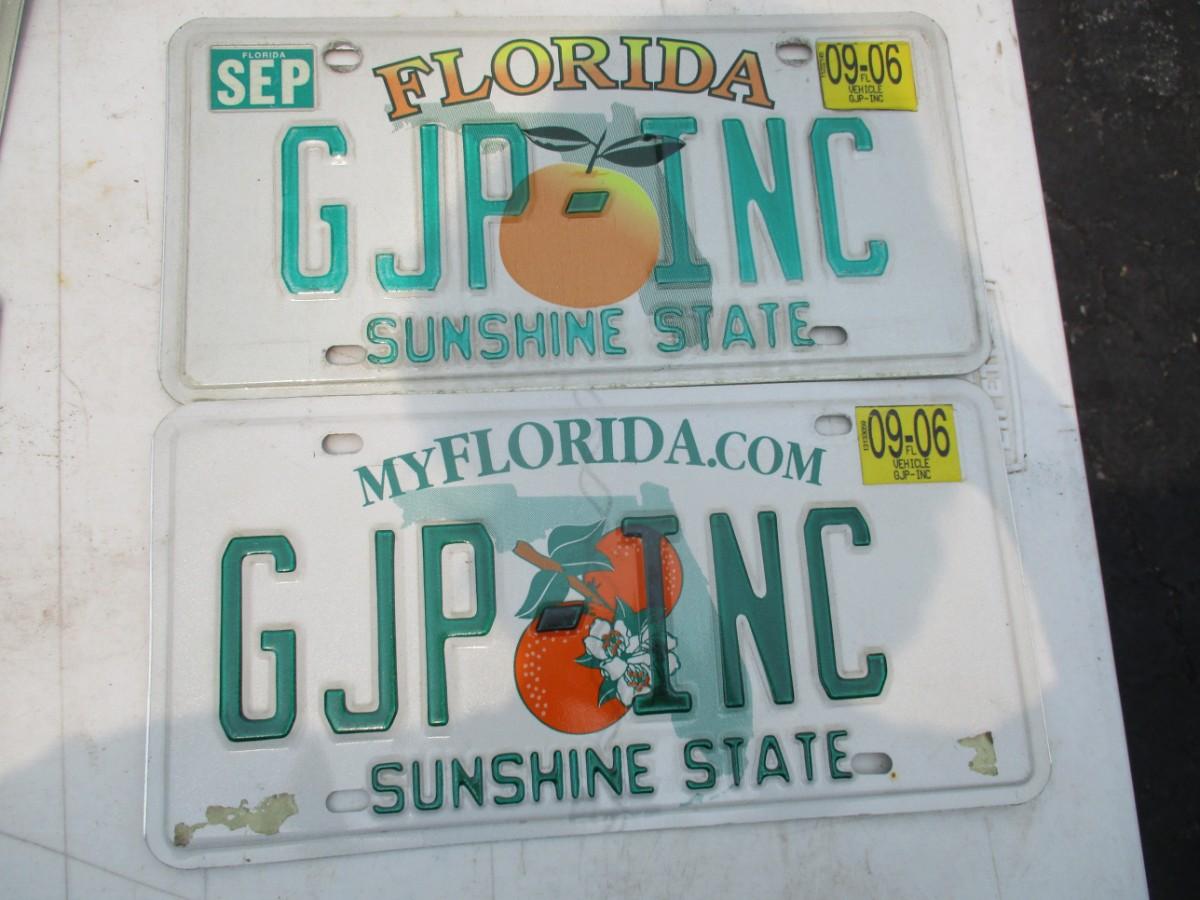 FLORIDA
SEP
FLORIDA
09-06
FL
VEHICLE
GJP-INC
GJP-INC
SUNSHINE STATE
MYFLORIDA.COM
09-06
FL
VEHICLE
GJP-INC
GJP-INC
SUNSHINE STATE